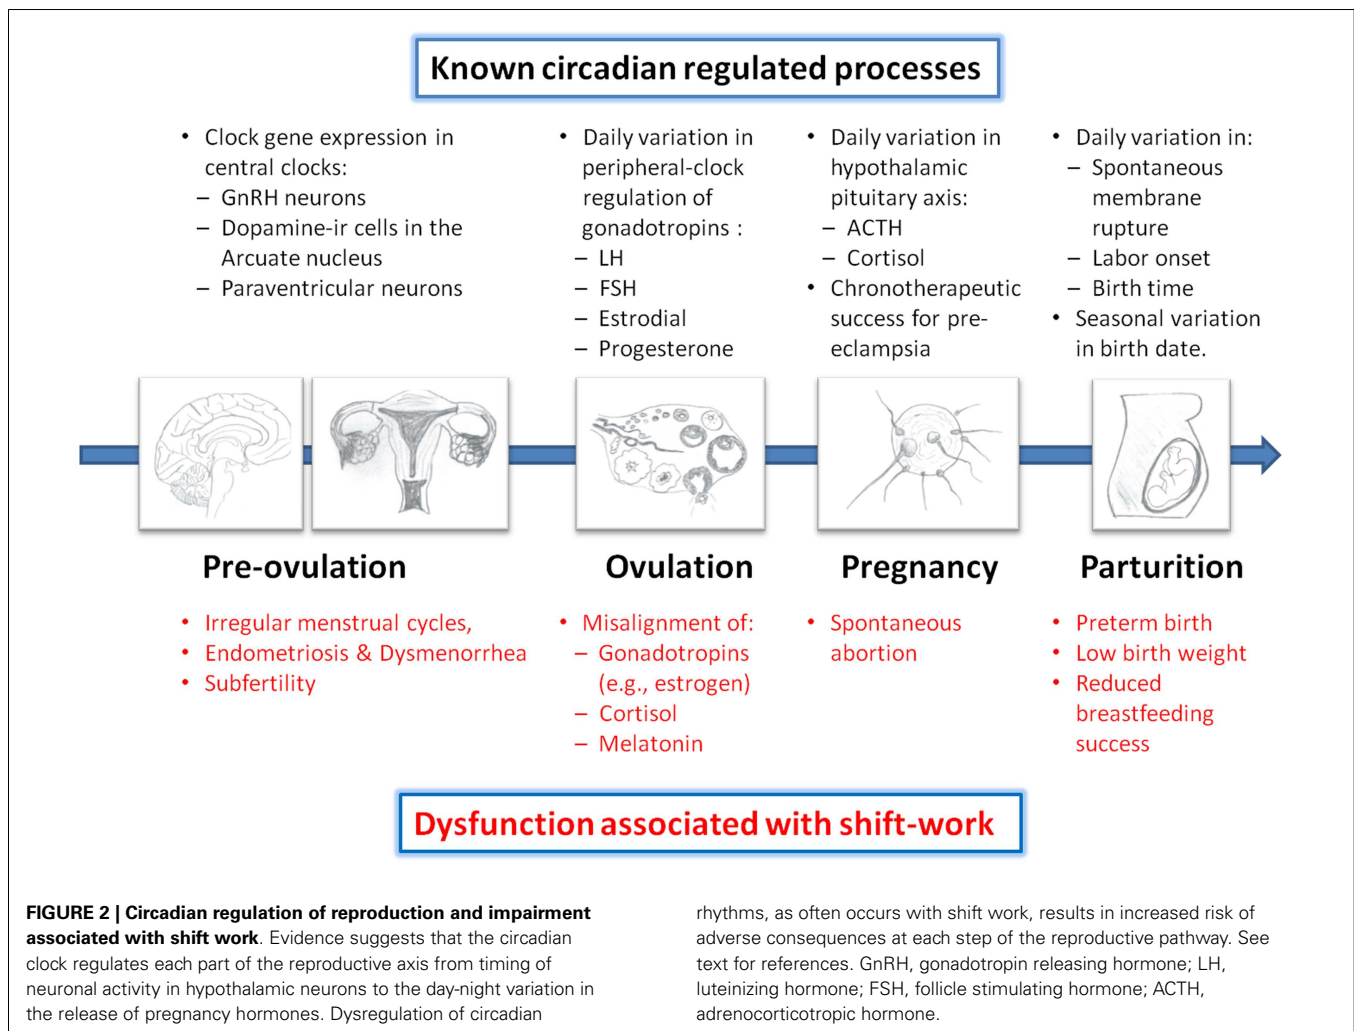 Known circadian regulated processes
• Clock gene expression in
central clocks:
– GnRH neurons
– Dopamine-ir cells in the
Arcuate nucleus
– Paraventricular neurons
• Daily variation in
peripheral-clock
regulation of
gonadotropins :
– LH
– FSH
– Estrodial
– Progesterone
• Daily variation in
hypothalamic
pituitary axis:
– ACTH
– Cortisol
• Chronotherapeutic
success for pre-
eclampsia
• Daily variation in:
– Spontaneous
membrane
rupture
– Labor onset
– Birth time
• Seasonal variation
in birth date.
Pre-ovulation
Ovulation
Pregnancy
Parturition
• Irregular menstrual cycles,
• Endometriosis & Dysmenorrhea
• Subfertility
• Misalignment of:
– Gonadotropins
(e.g., estrogen)
– Cortisol
– Melatonin
• Spontaneous
abortion
• Preterm birth
• Low birth weight
• Reduced
breastfeeding
success
Dysfunction associated with shift-work
FIGURE 2 | Circadian regulation of reproduction and impairment
associated with shift work. Evidence suggests that the circadian
clock regulates each part of the reproductive axis from timing of
neuronal activity in hypothalamic neurons to the day-night variation in
the release of pregnancy hormones. Dysregulation of circadian
rhythms, as often occurs with shift work, results in increased risk of
adverse consequences at each step of the reproductive pathway. See
text for references. GnRH, gonadotropin releasing hormone; LH,
luteinizing hormone; FSH, follicle stimulating hormone; ACTH,
adrenocorticotropic hormone.